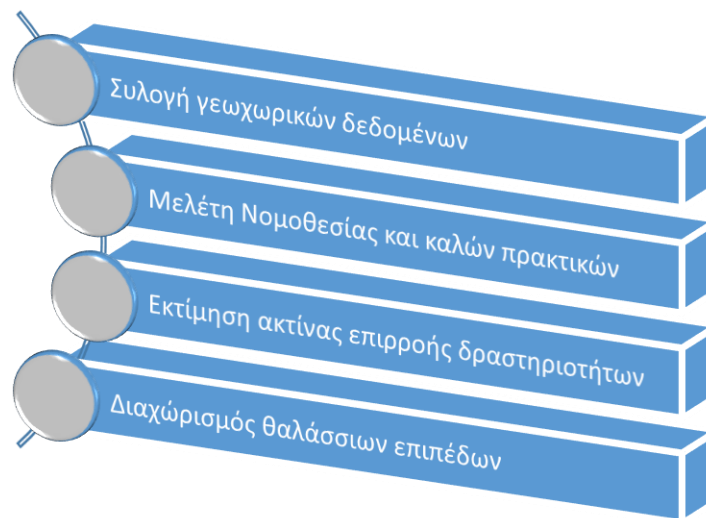 Συλογή γεωχωρικών δεδομένων
Μελέτη Νομοθεσίας και καλών πρακτικών
Εκτίμηση ακτίνας επιρροής δραστηριοτήτων
Διαχώρισμός θαλάσσιων επιπέδων